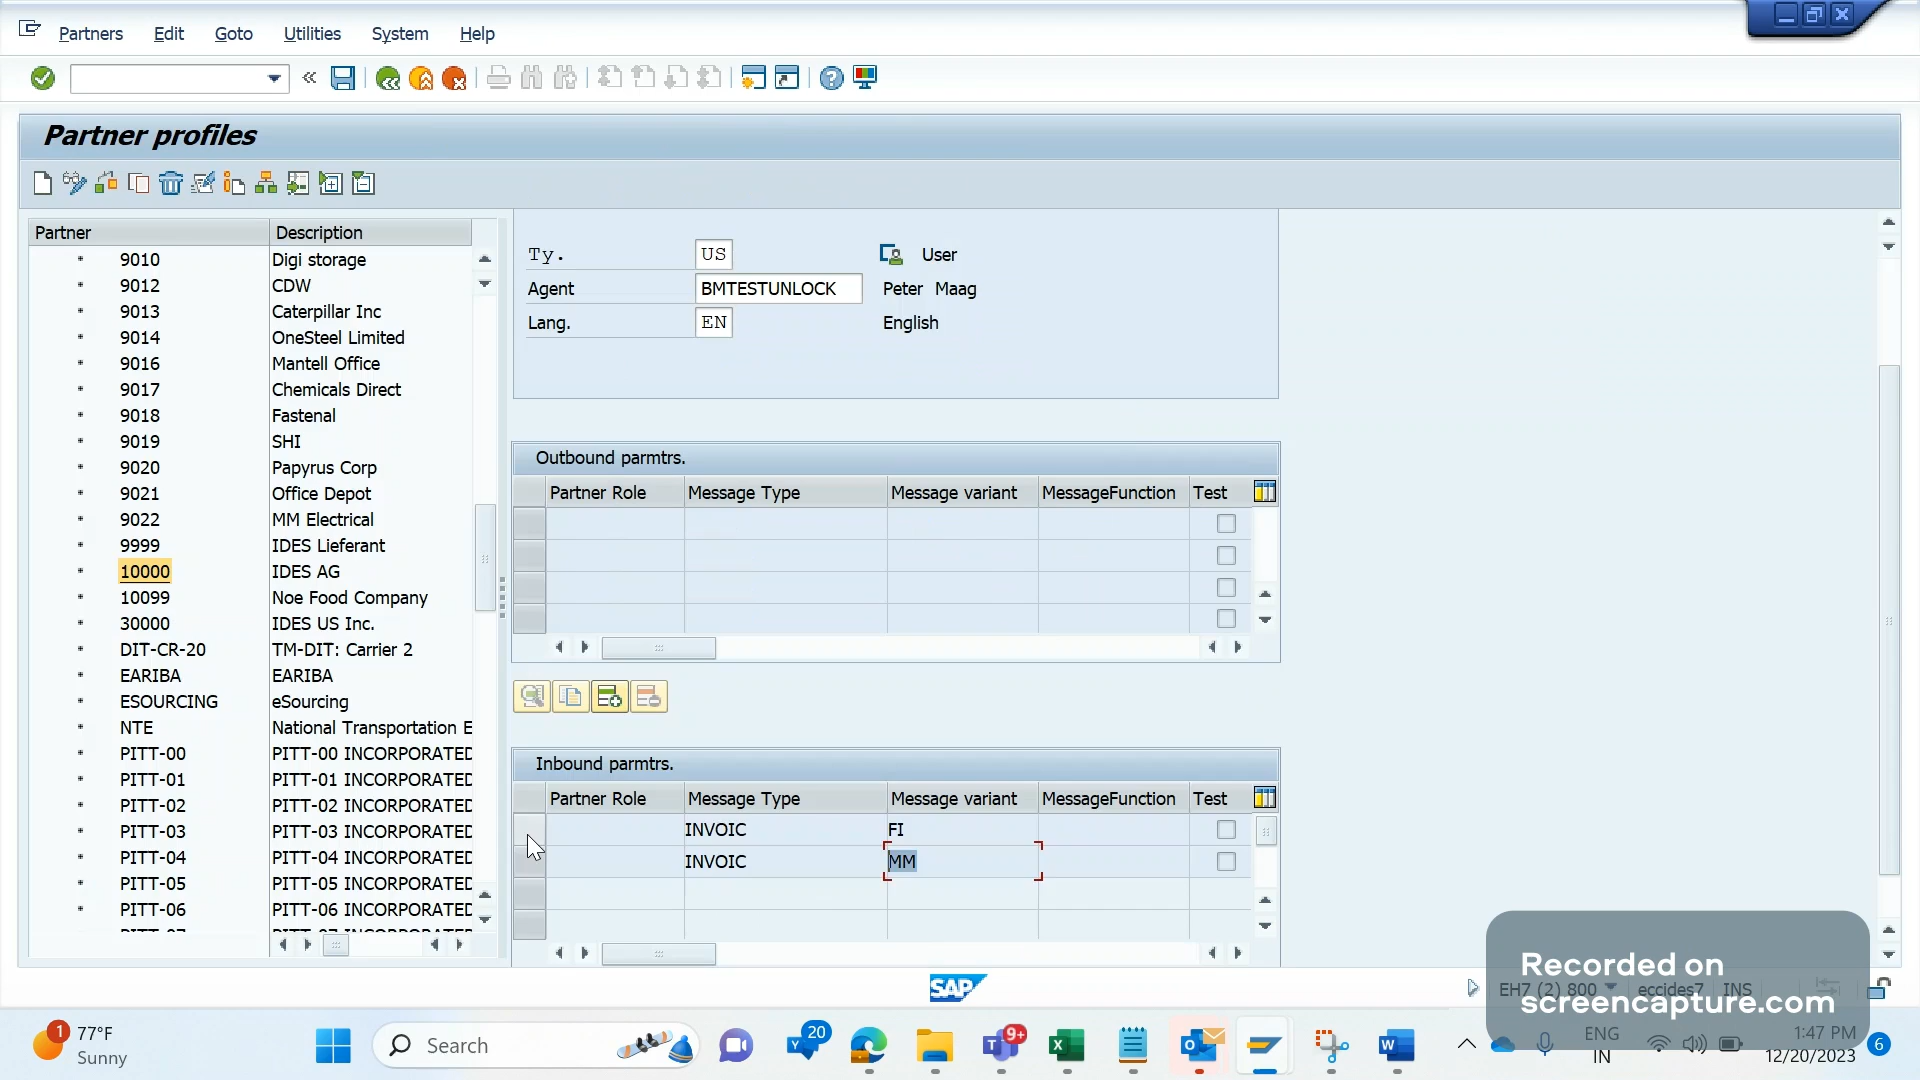 Partners Edit Goto Utilities System Help
Partner profiles
Partner Description
9010 Digi storage
9012 CDW
9013 Caterpillar Inc
9014 OneSteel Limited
9016 Mantell Office
9017 Chemicals Direct
9018 Fastenal
9019 SHI
9020 Papyrus Corp
9021 Office Depot
9022 MM Electrical
9999 IDES Lieferant
10000 IDES AG
10099 Noe Food Company
30000 IDES US Inc.
DIT-CR-20 TM-DIT: Carrier 2
EARIBA EARIBA
ESOURCING eSourcing
NTE National Transportation E
PITT-00 PITT-00 INCORPORATED
PITT-01 PITT-01 INCORPORATED
PITT-02 PITT-02 INCORPORATED
PITT-03 PITT-03 INCORPORATED
PITT-04 PITT-04 INCORPORATED
PITT-05 PITT-05 INCORPORATED
PITT-06 PITT-06 INCORPORATED
Ty. US User
Agent BMTESTUNLOCK Peter Maag
Lang. EN English
Outbound parmtrs.
Partner Role Message Type Message variant MessageFunction Test
Inbound parmtrs.
Partner Role Message Type Message variant MessageFunction Test
INVOIC FI
INVOIC MM
SAP
EH7 (2) 800 eccides7 INS
Recorded on
screencapture.com
1 77°F
Sunny
Search
20
9+
ENG
IN
1:47 PM
12/20/2023
6